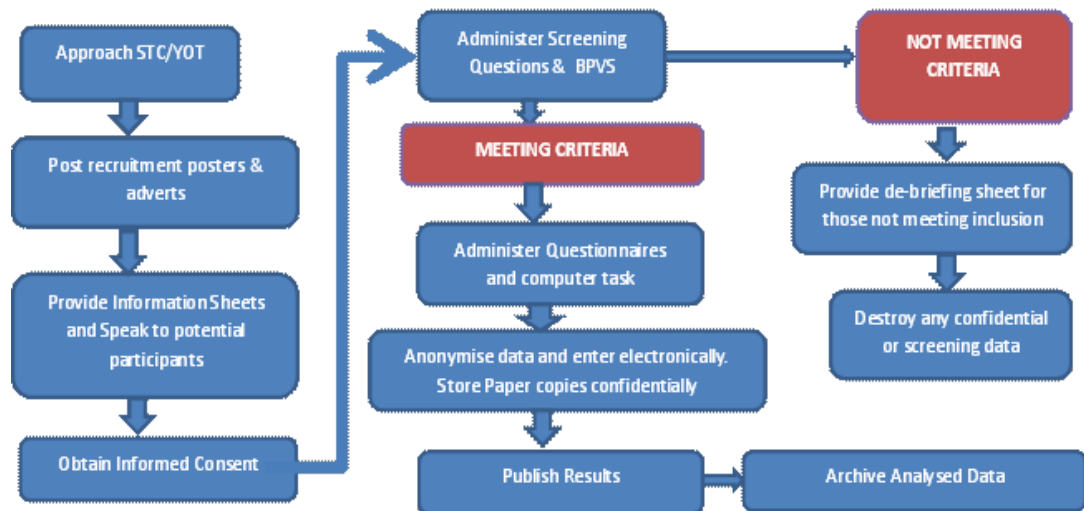 Approach STC/YOT
Post recruitment posters &
adverts
Provide Information Sheets
and Speak to potential
participants
Obtain Informed Consent
Administer Screening
Questions & BPVS
MEETING CRITERIA
Administer Questionnaires
and computer task
Anonymise data and enter electronically.
Store Paper copies confidentially
Publish Results
Archive Analysed Data
NOT MEETING
CRITERIA
Provide de-briefing sheet for
those not meeting inclusion
Destroy any confidential
or screening data